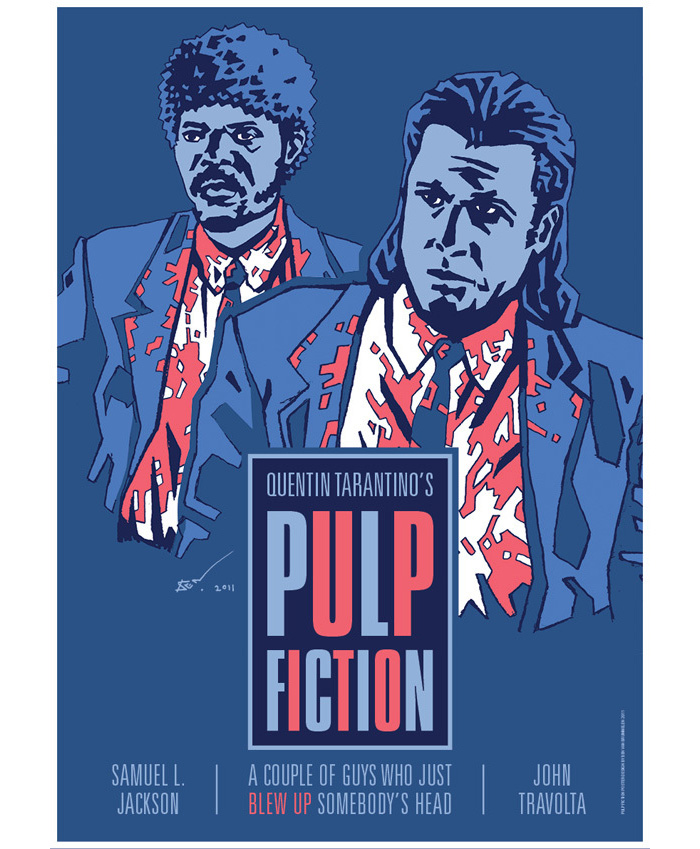 QUENTIN TARANTINO'S
PULP
FICTION
2011
SAMUEL L.
JACKSON
A COUPLE OF GUYS WHO JUST
BLEW UP SOMEBODY'S HEAD
JOHN
TRAVOLTA